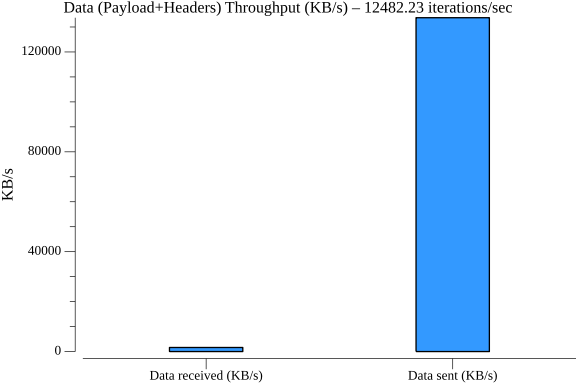 Data (Payload+Headers) Throughput (KB/s) – 12482.23 iterations/sec
120000
80000
KB/s
40000
0
Data received (KB/s) Data sent (KB/s)